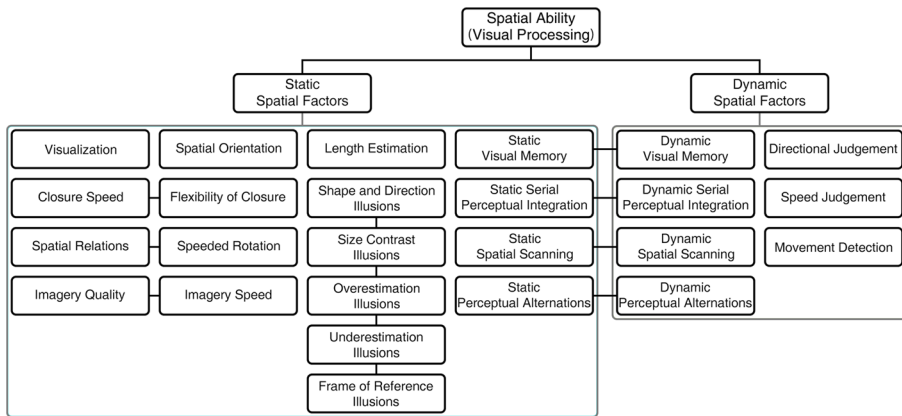 Spatial Ability
(Visual Processing)
Static
Spatial Factors
Dynamic
Spatial Factors
Visualization
Spatial Orientation
Length Estimation
Static
Visual Memory
Dynamic
Visual Memory
Directional Judgement
Closure Speed
Flexibility of Closure
Shape and Direction
Illusions
Static Serial
Perceptual Integration
Dynamic Serial
Perceptual Integration
Speed Judgement
Spatial Relations
Speeded Rotation
Size Contrast
Illusions
Static
Spatial Scanning
Dynamic
Spatial Scanning
Movement Detection
Imagery Quality
Imagery Speed
Overestimation
Illusions
Static
Perceptual Alternations
Dynamic
Perceptual Alternations
Underestimation
Illusions
Frame of Reference
Illusions